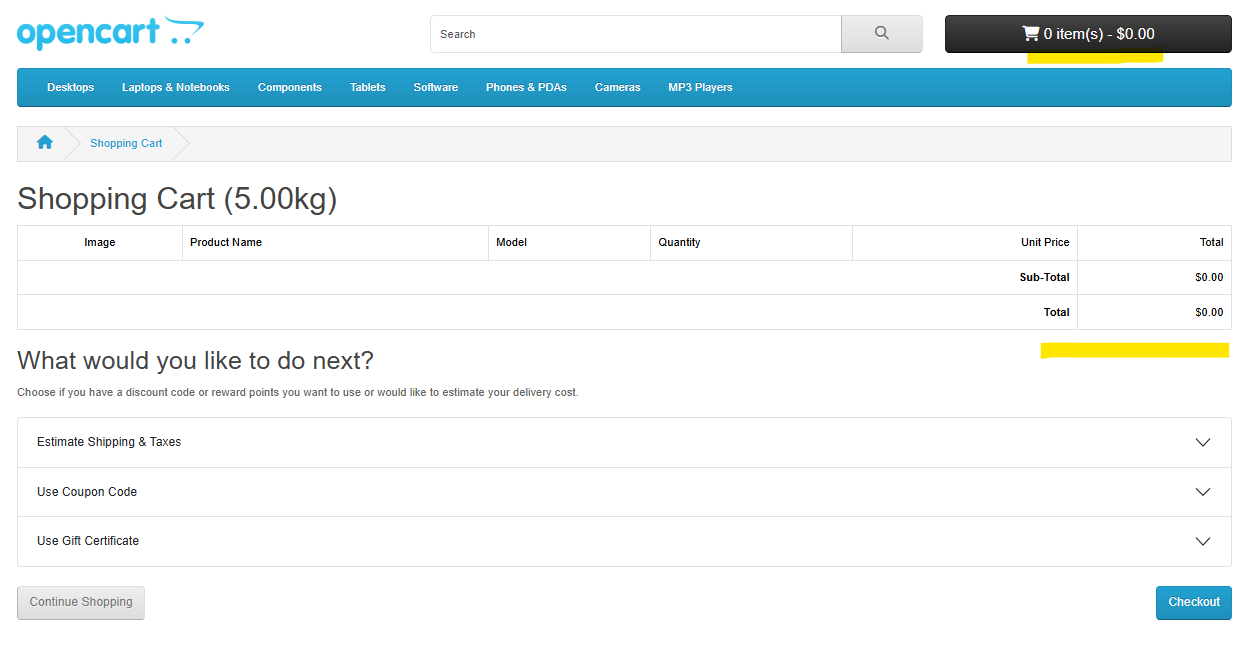 opencart
Search
0 item(s) - $0.00
Desktops Laptops & Notebooks Components Tablets Software Phones & PDAs Cameras MP3 Players
Shopping Cart
Shopping Cart (5.00kg)
Image Product Name Model Quantity Unit Price Total
Sub-Total $0.00
Total $0.00
What would you like to do next?
Choose if you have a discount code or reward points you want to use or would like to estimate your delivery cost.
Estimate Shipping & Taxes
Use Coupon Code
Use Gift Certificate
Continue Shopping Checkout